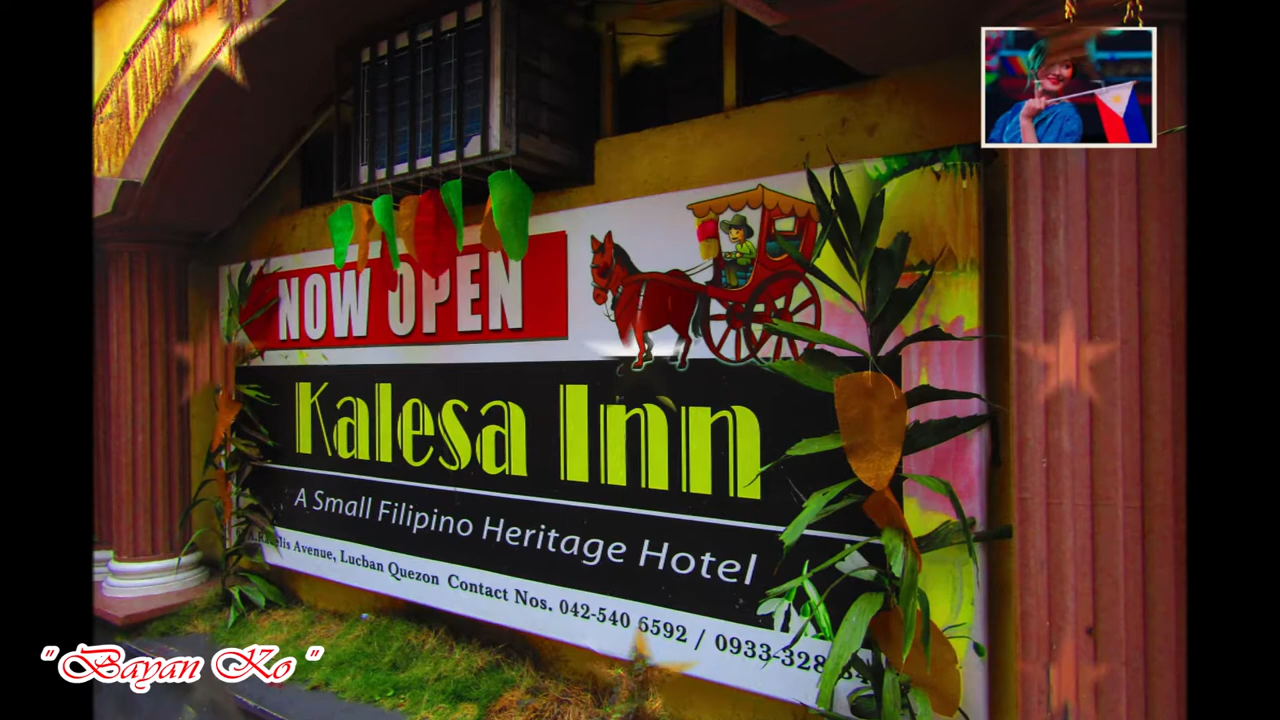 NOW OPEN
Kalesa Inn
A Small Filipino Heritage Hotel
Avenue, Lucban Quezon Contact Nos. 042-540 6592 / 0933-328
" Bayan Ko "